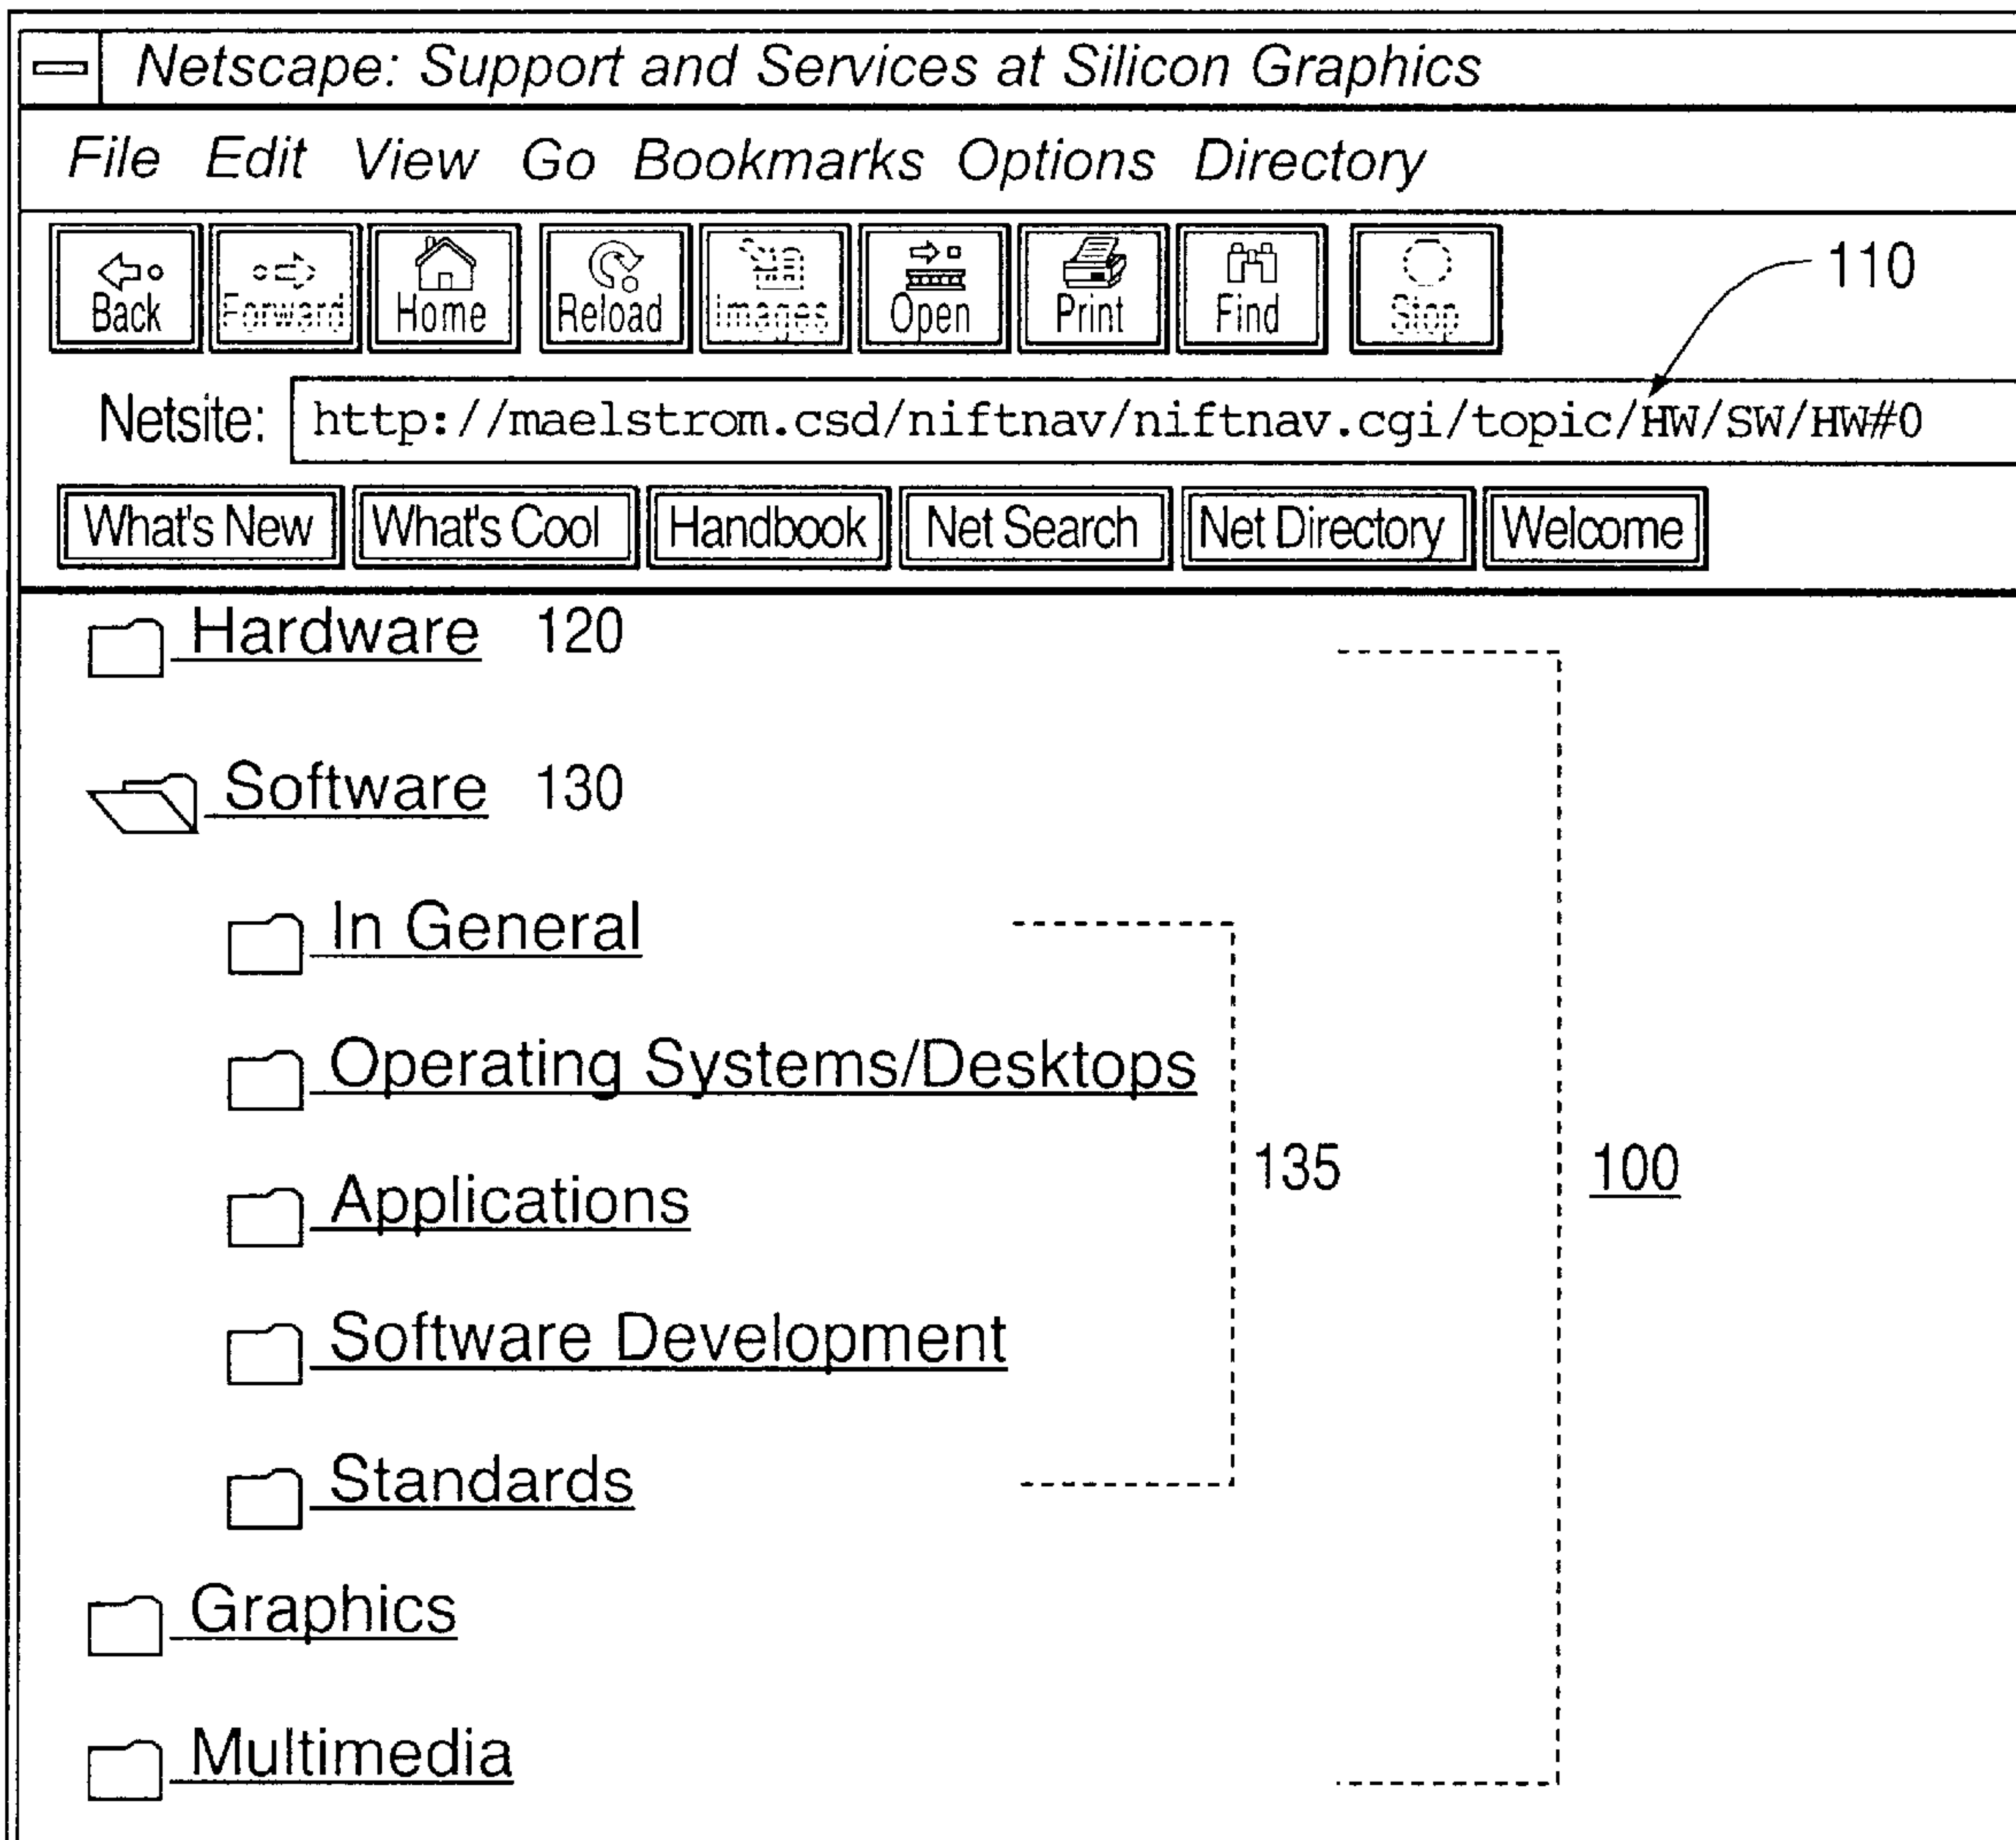 Netscape: Support and Services at Silicon Graphics
File Edit View Go Bookmarks Options Directory
Back Forward Home Reload Images Open Print Find Stop
110
Netsite: http://maelstrom.csd/niftnav/niftnav.cgi/topic/HW/SW/HW#0
What's New What's Cool Handbook Net Search Net Directory Welcome
Hardware 120
Software 130
In General
Operating Systems/Desktops
135 100
Applications
Software Development
Standards
Graphics
Multimedia